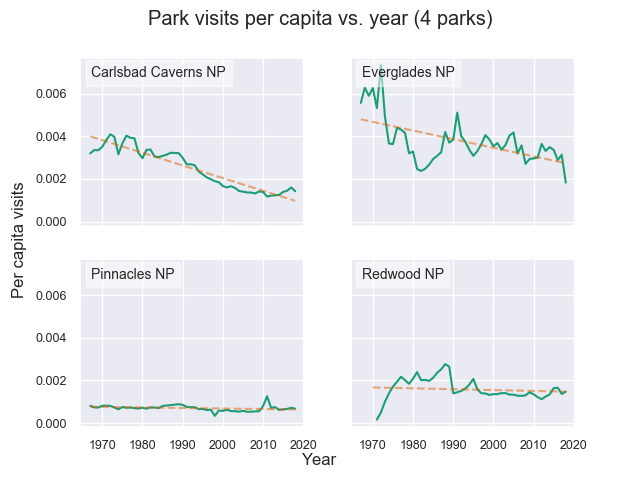 Park visits per capita vs. year (4 parks)
Carlsbad Caverns NP
Everglades NP
0.006
0.004
0.002
0.000
Per capita visits
Pinnacles NP
Redwood NP
0.006
0.004
0.002
0.000
1970 1980 1990 2000 2010 2020
1970 1980 1990 2000 2010 2020
Year